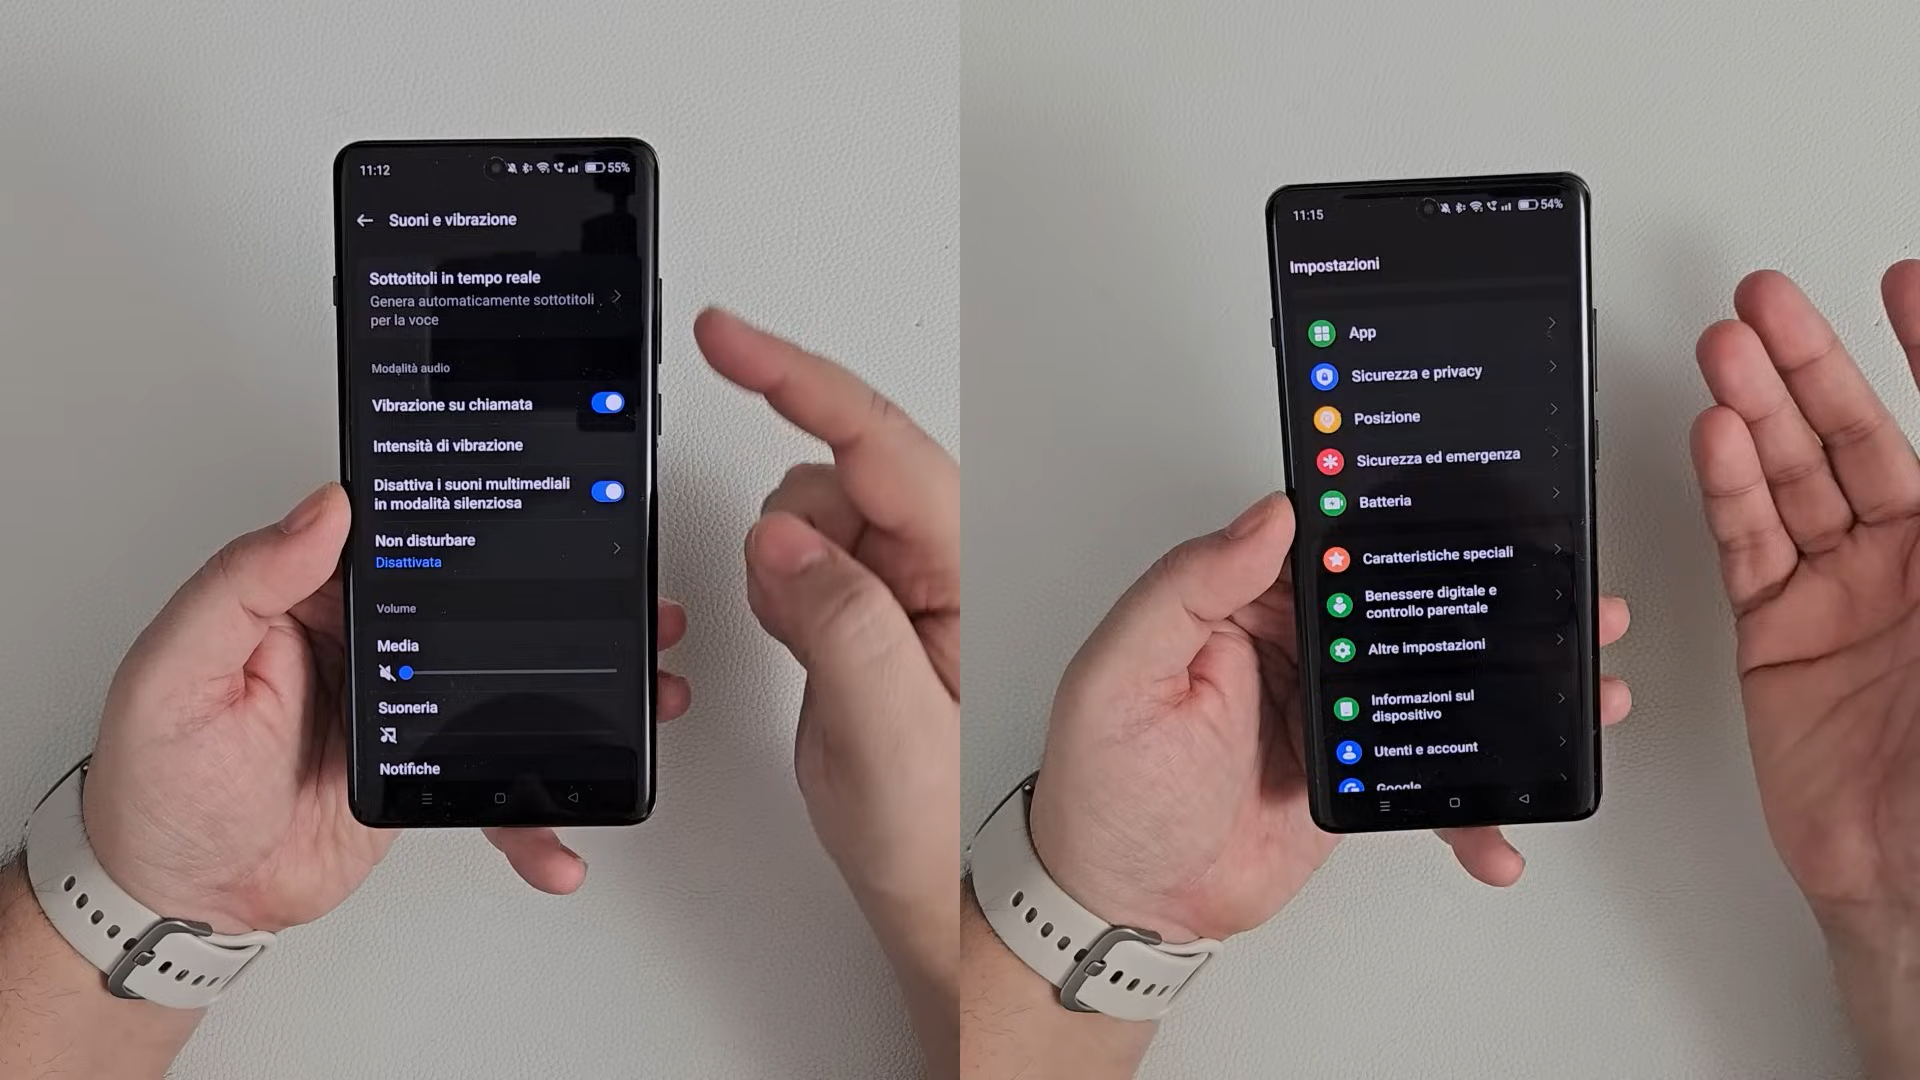 11:12
55%
Suoni e vibrazione
Sottotitoli in tempo reale
Genera automaticamente sottotitoli
per la voce
Modalità audio
Vibrazione su chiamata
Intensità di vibrazione
Disattiva i suoni multimediali
in modalità silenziosa
Non disturbare
Disattivata
Volume
Media
Suoneria
Notifiche
11:15
54%
Impostazioni
App
Sicurezza e privacy
Posizione
Sicurezza ed emergenza
Batteria
Caratteristiche speciali
Benessere digitale e
controllo parentale
Altre impostazioni
Informazioni sul
dispositivo
Utenti e account
Google